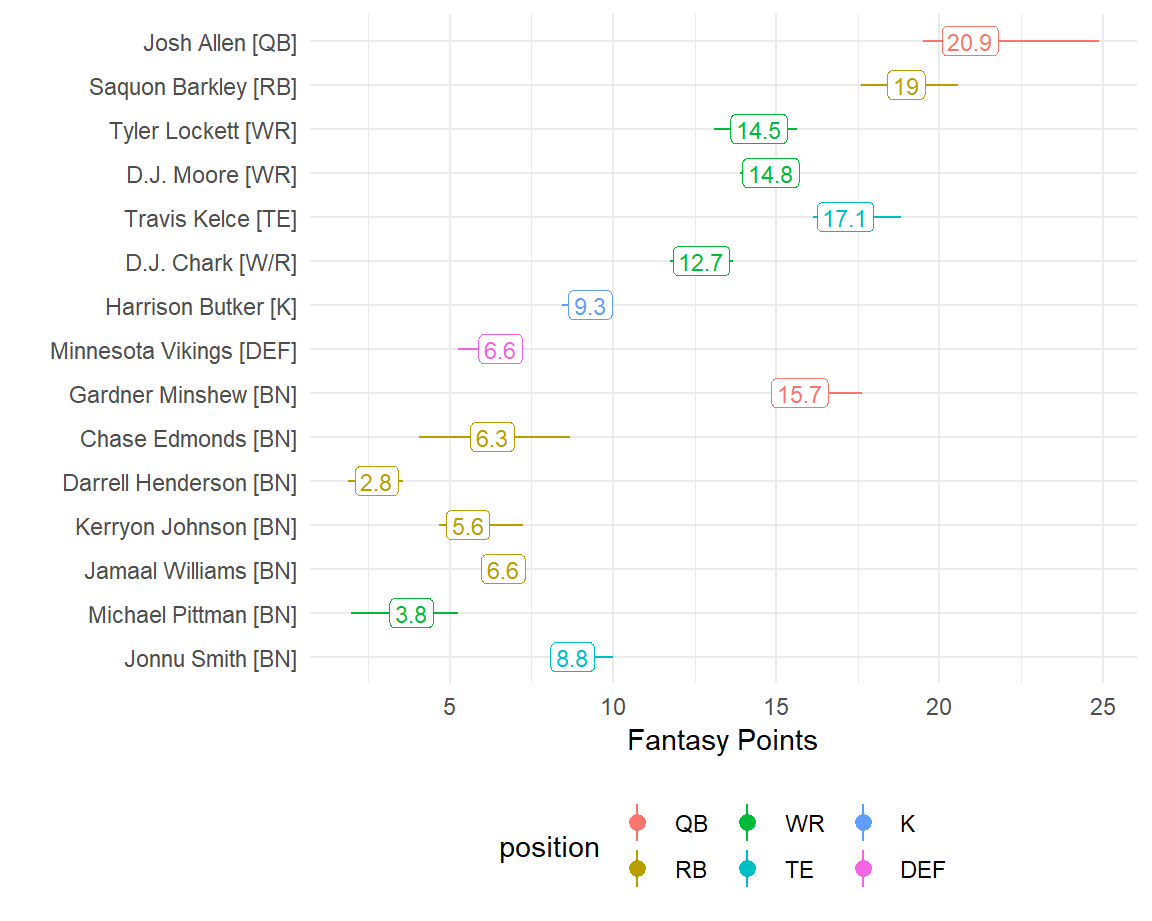 Josh Allen [QB] 20.9
Saquon Barkley [RB] 19
Tyler Lockett [WR] 14.5
D.J. Moore [WR] 14.8
Travis Kelce [TE] 17.1
D.J. Chark [W/R] 12.7
Harrison Butker [K] 9.3
Minnesota Vikings [DEF] 6.6
Gardner Minshew [BN] 15.7
Chase Edmonds [BN] 6.3
Darrell Henderson [BN] 2.8
Kerryon Johnson [BN] 5.6
Jamaal Williams [BN] 6.6
Michael Pittman [BN] 3.8
Jonnu Smith [BN] 8.8
5 10 15 20 25
Fantasy Points
position
QB WR K
RB TE DEF